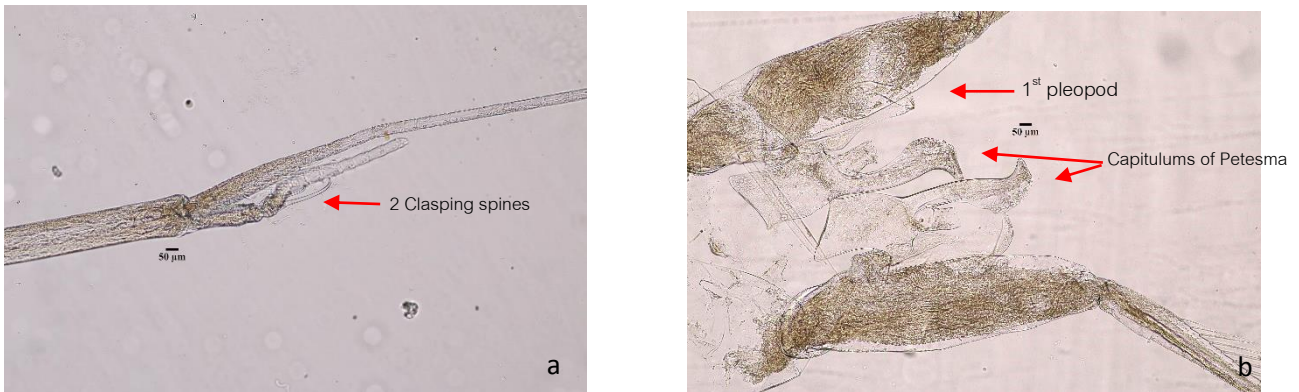 2 Clasping spines
50 µm
a
1st pleopod
50 µm
Capitulums of Petesma
b